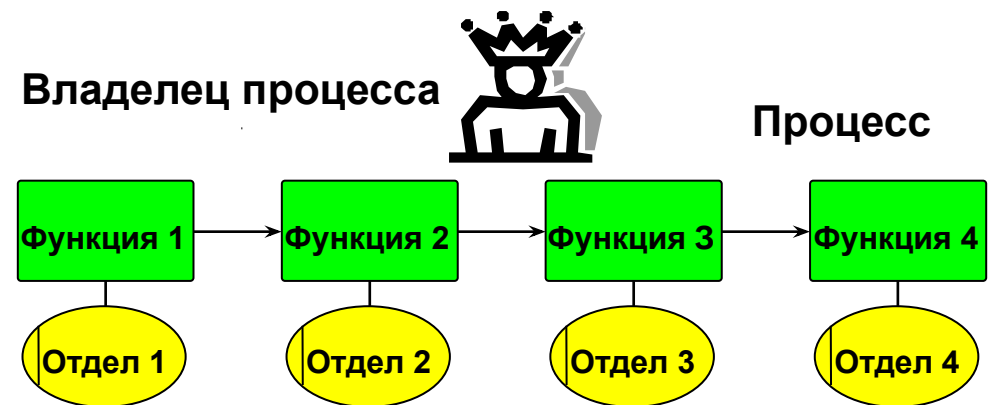 Владелец процесса
Процесс
Функция 1
Функция 2
Функция 3
Функция 4
Отдел 1
Отдел 2
Отдел 3
Отдел 4